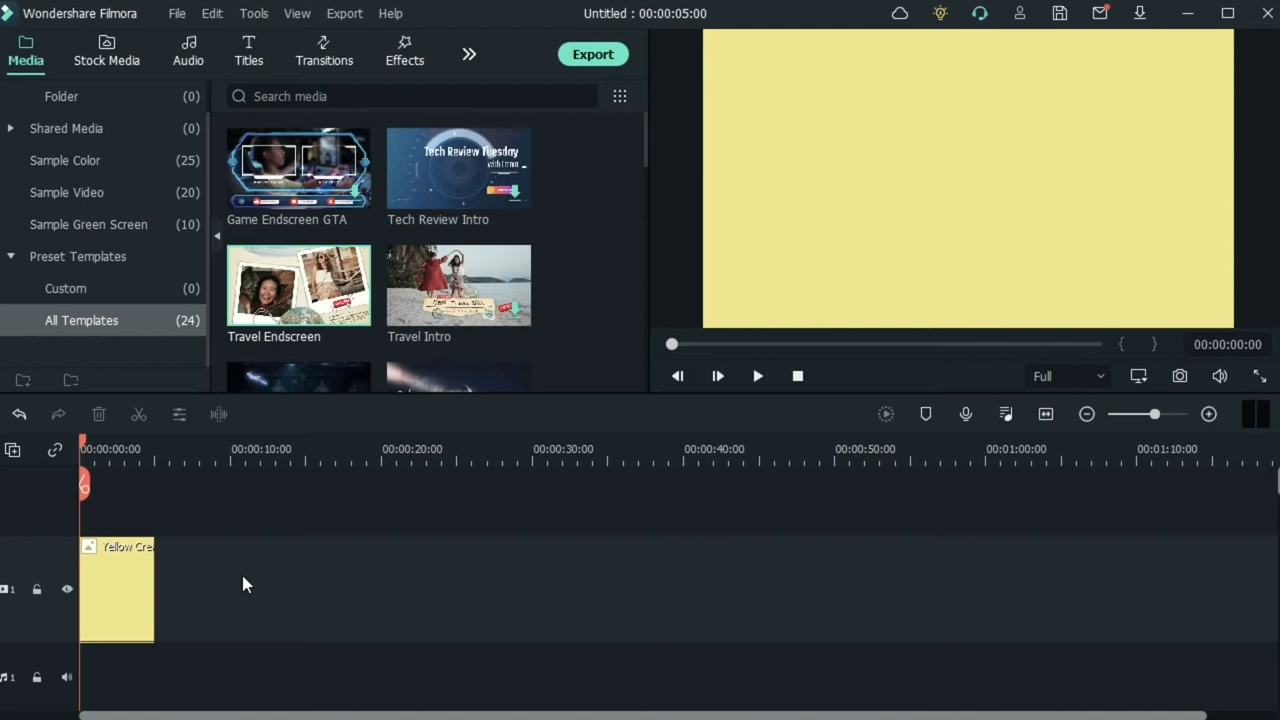 Wondershare Filmora
File
Edit
Tools
View
Export
Help
Untitled : 00:00:05:00
Media
Stock Media
Audio
Titles
Transitions
Effects
Export
Folder (0)
Shared Media (0)
Sample Color (25)
Sample Video (20)
Sample Green Screen (10)
Preset Templates
Custom (0)
All Templates (24)
Search media
Game Endscreen GTA
Tech Review Tuesday
Tech Review Intro
Travel Endscreen
Travel Intro
00:00:00:00
Full
00:00:00:00
00:00:10:00
00:00:20:00
00:00:30:00
00:00:40:00
00:00:50:00
00:01:00:00
00:01:10:00
Yellow Crea
1
1